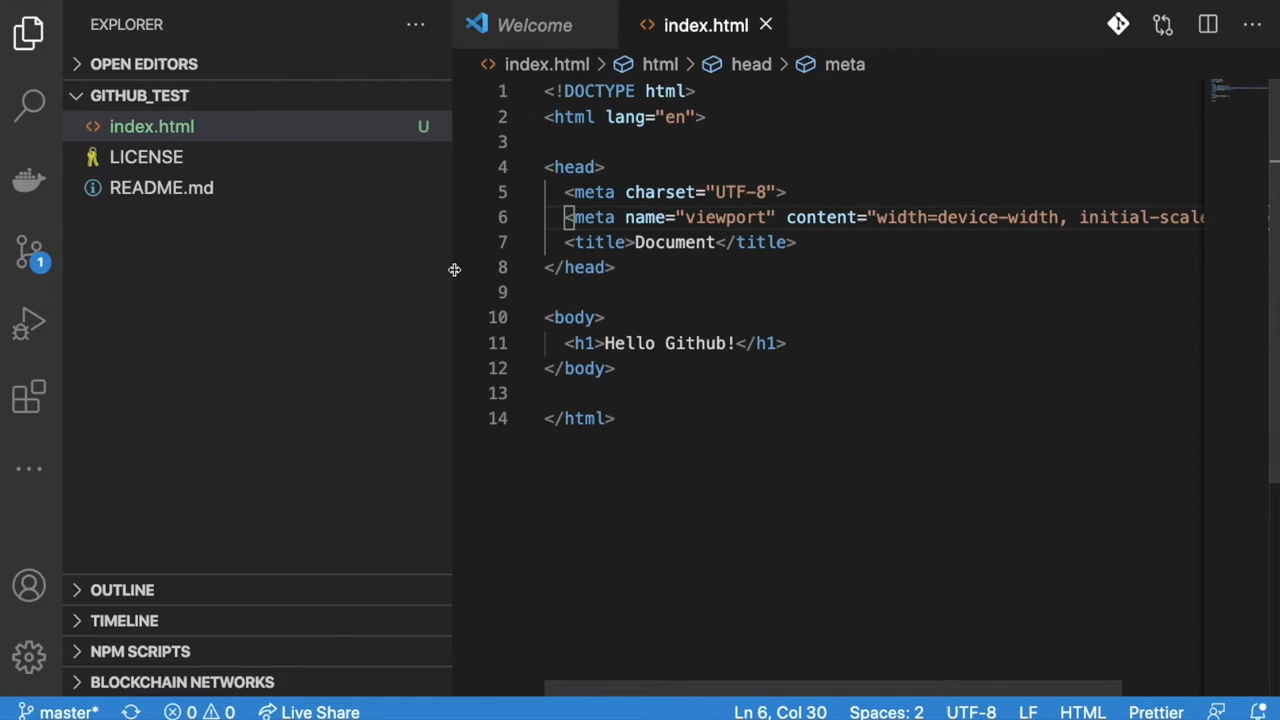 EXPLORER
Welcome
index.html
OPEN EDITORS
GITHUB_TEST
index.html
U
LICENSE
README.md
1
OUTLINE
TIMELINE
NPM SCRIPTS
BLOCKCHAIN NETWORKS
index.html > html > head > meta
1 <!DOCTYPE html>
2 <html lang="en">
3
4 <head>
5 <meta charset="UTF-8">
6 <meta name="viewport" content="width=device-width, initial-scale
7 <title>Document</title>
8 </head>
9
10 <body>
11 <h1>Hello Github!</h1>
12 </body>
13
14 </html>
master* 0 0 Live Share Ln 6, Col 30 Spaces: 2 UTF-8 LF HTML Prettier